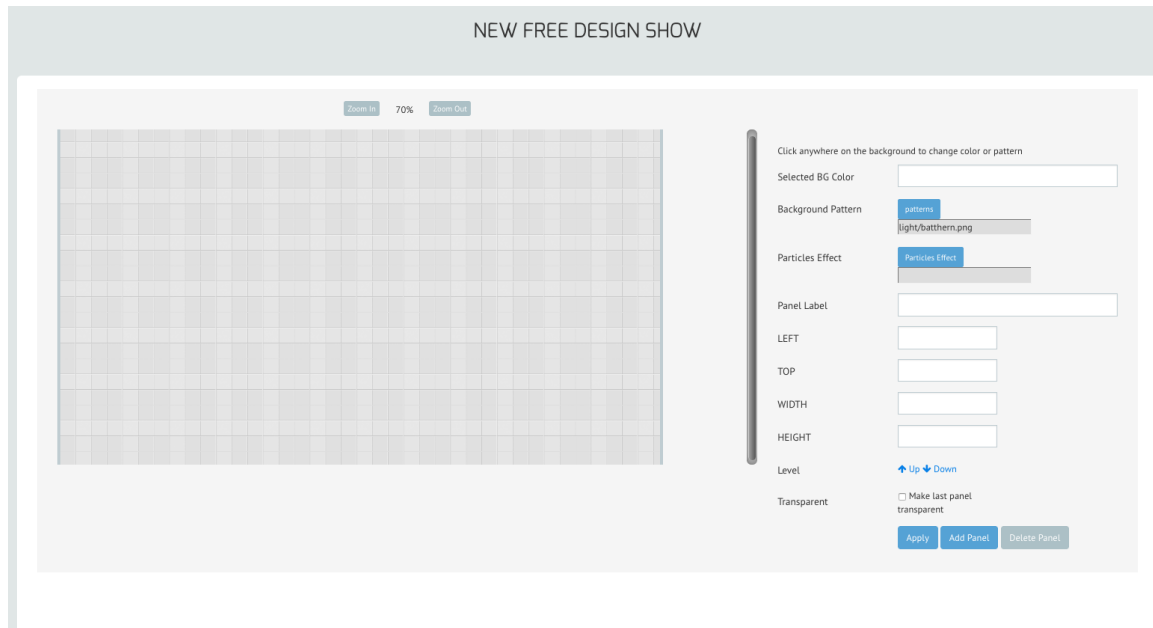 NEW FREE DESIGN SHOW
Zoom In 70% Zoom Out
Click anywhere on the background to change color or pattern
Selected BG Color
Background Pattern patterns
light/batthern.png
Particles Effect Particles Effect
Panel Label
LEFT
TOP
WIDTH
HEIGHT
Level Up Down
Transparent Make last panel
transparent
Apply Add Panel Delete Panel